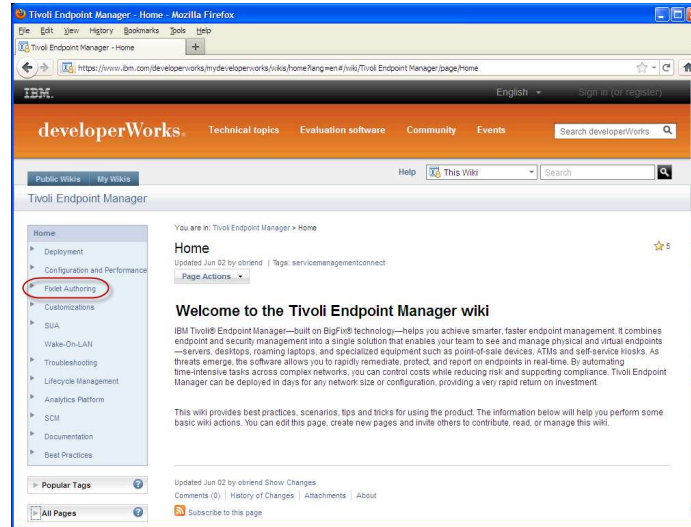 Tivoli Endpoint Manager - Home - Mozilla Firefox
File Edit View History Bookmarks Tools Help
Tivoli Endpoint Manager - Home
https://www.ibm.com/developerworks/mydeveloperworks/wikis/home?lang=en#/wiki/Tivoli Endpoint Manager/page/Home
IBM.
English
Sign in (or register)
developerWorks.
Technical topics Evaluation software Community Events
Search developerWorks
Public Wikis My Wikis
Help This Wiki Search
Tivoli Endpoint Manager
Home
Deployment
Configuration and Performance
Fixlet Authoring
Customizations
SUA
Wake-On-LAN
Troubleshooting
Lifecycle Management
Analytics Platform
SCM
Documentation
Best Practices
Popular Tags
All Pages
You are in: Tivoli Endpoint Manager > Home
Home
5
Updated Jun 02 by obriend | Tags: servicemanagementconnect
Page Actions
Welcome to the Tivoli Endpoint Manager wiki
IBM Tivoli® Endpoint Manager—built on BigFix® technology—helps you achieve smarter, faster endpoint management. It combines
endpoint and security management into a single solution that enables your team to see and manage physical and virtual endpoints
—servers, desktops, roaming laptops, and specialized equipment such as point-of-sale devices, ATMs and self-service kiosks. As
threats emerge, the software allows you to rapidly remediate, protect, and report on endpoints in real-time. By automating
time-intensive tasks across complex networks, you can control costs while reducing risk and supporting compliance. Tivoli Endpoint
Manager can be deployed in days for any network size or configuration, providing a very rapid return on investment.
This wiki provides best practices, scenarios, tips and tricks for using the product. The information below will help you perform some
basic wiki actions. You can edit this page, create new pages and invite others to contribute, read, or manage this wiki.
Updated Jun 02 by obriend Show Changes
Comments (0) | History of Changes | Attachments | About
Subscribe to this page